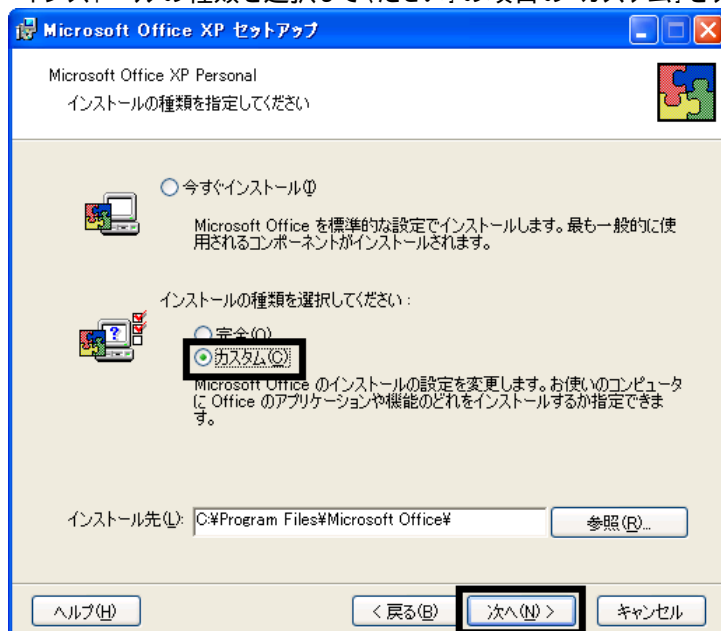 Microsoft Office XP セットアップ
Microsoft Office XP Personal
インストールの種類を指定してください
今すぐインストール(I)
Microsoft Office を標準的な設定でインストールします。最も一般的に使
用されるコンポーネントがインストールされます。
インストールの種類を選択してください：
完全(O)
カスタム(C)
Microsoft Office のインストールの設定を変更します。お使いのコンピュータ
に Office のアプリケーションや機能のどれをインストールするか指定できま
す。
インストール先(L): C:¥Program Files¥Microsoft Office¥ 参照(R)...
ヘルプ(H) < 戻る(B) 次へ(N) > キャンセル